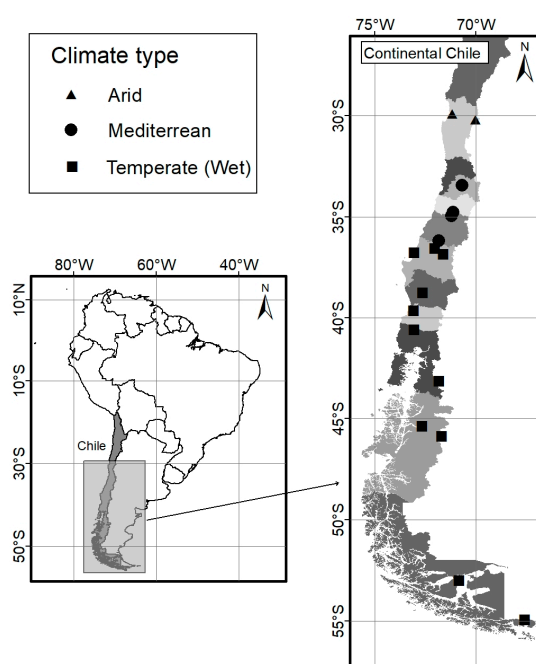 Climate type
Arid
Mediterrean
Temperate (Wet)
80°W 60°W 40°W
10°N
10°S
30°S
50°S
N
Chile
75°W 70°W
Continental Chile
N
30°S
35°S
40°S
45°S
50°S
55°S